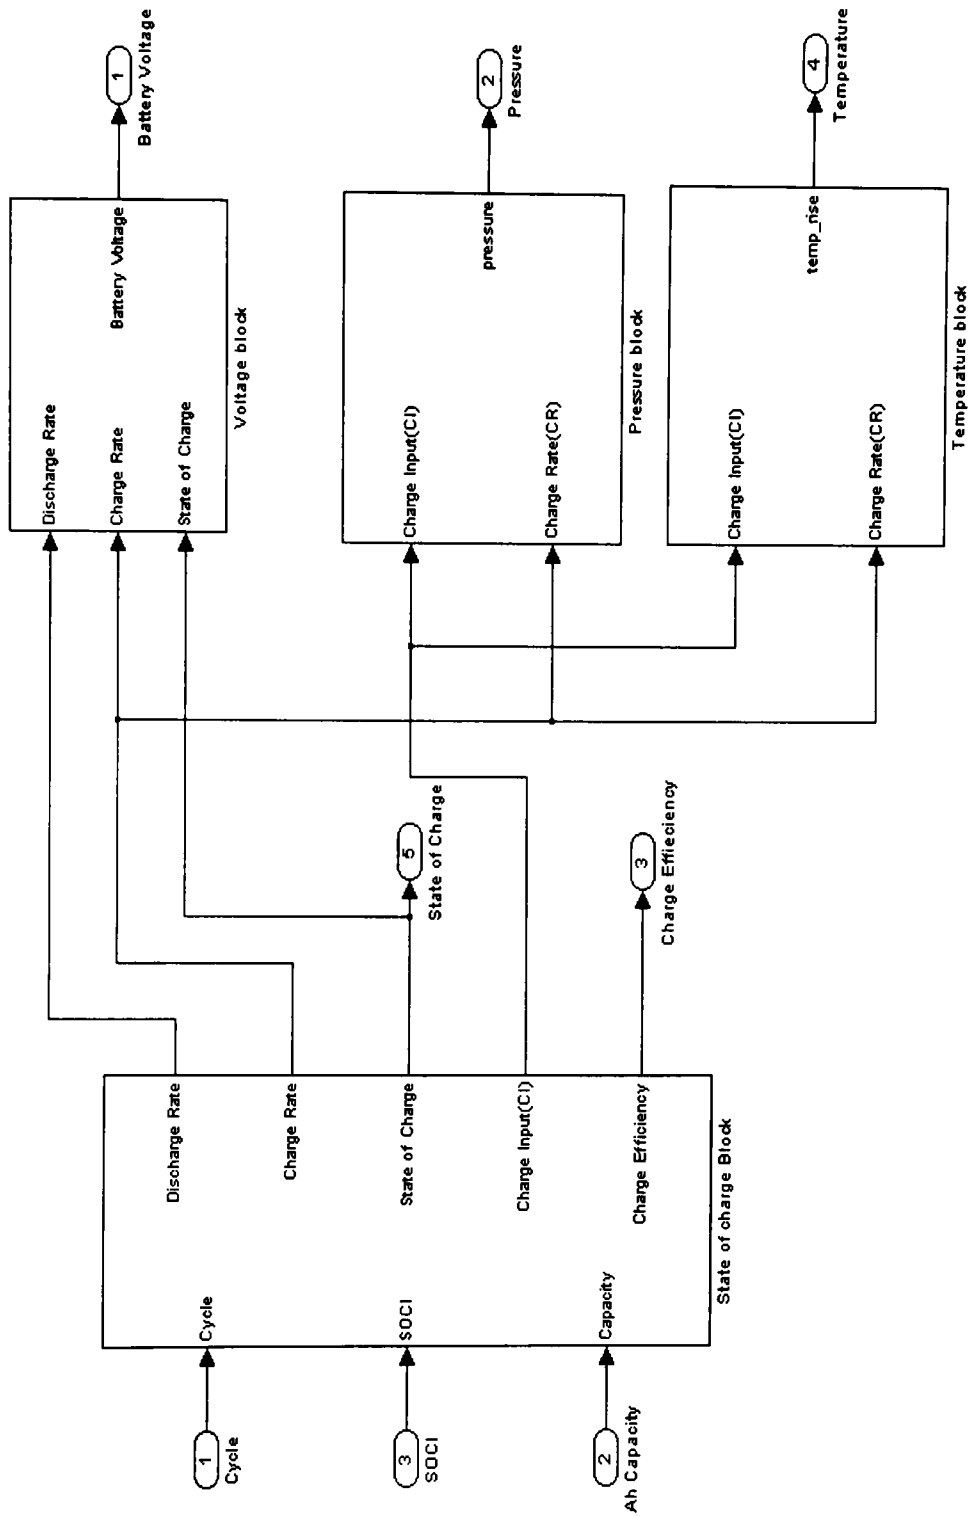 1
Cycle
3
SOCI
2
Ah Capacity
Cycle
SOCI
Capacity
Discharge Rate
Charge Rate
State of Charge
Charge Input(CI)
Charge Efficiency
State of charge Block
5
State of Charge
3
Charge Effieciency
Discharge Rate
Charge Rate
State of Charge
Battery Voltage
Voltage block
1
Battery Voltage
Charge Input(CI)
Charge Rate(CR)
pressure
Pressure block
2
Pressure
Charge Input(CI)
Charge Rate(CR)
temp_rise
Temperature block
4
Temperature